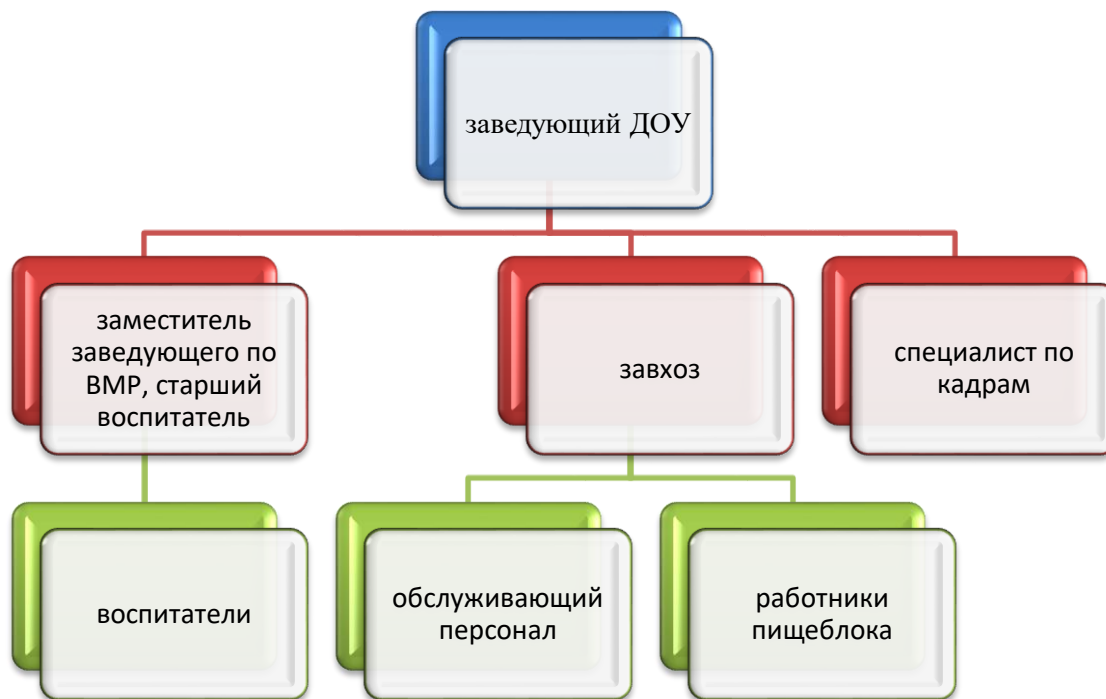 заведующий ДОУ
заместитель
заведующего по
ВМР, старший
воспитатель
завхоз
специалист по
кадрам
воспитатели
обслуживающий
персонал
работники
пищеблока